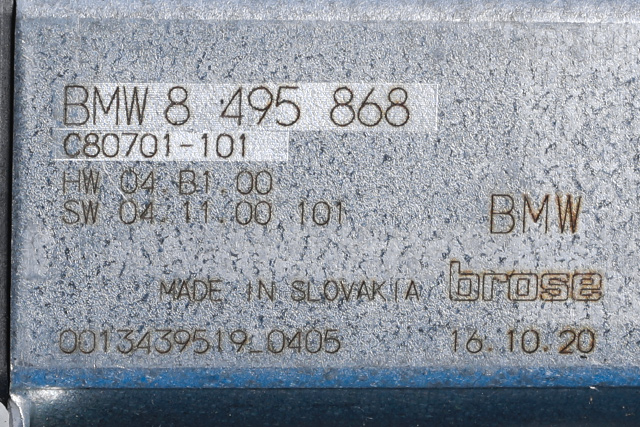 BMW 8 495 868
C80701-101
HW 04.B1.00
SW 04.11.00 101
BMW
MADE IN SLOVAKIA brose
0013439519_0405 16.10.20